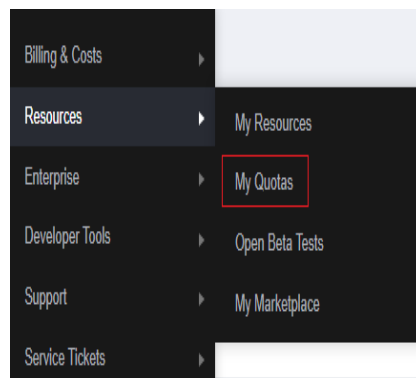 Billing & Costs
Resources
Enterprise
Developer Tools
Support
Service Tickets
My Resources
My Quotas
Open Beta Tests
My Marketplace